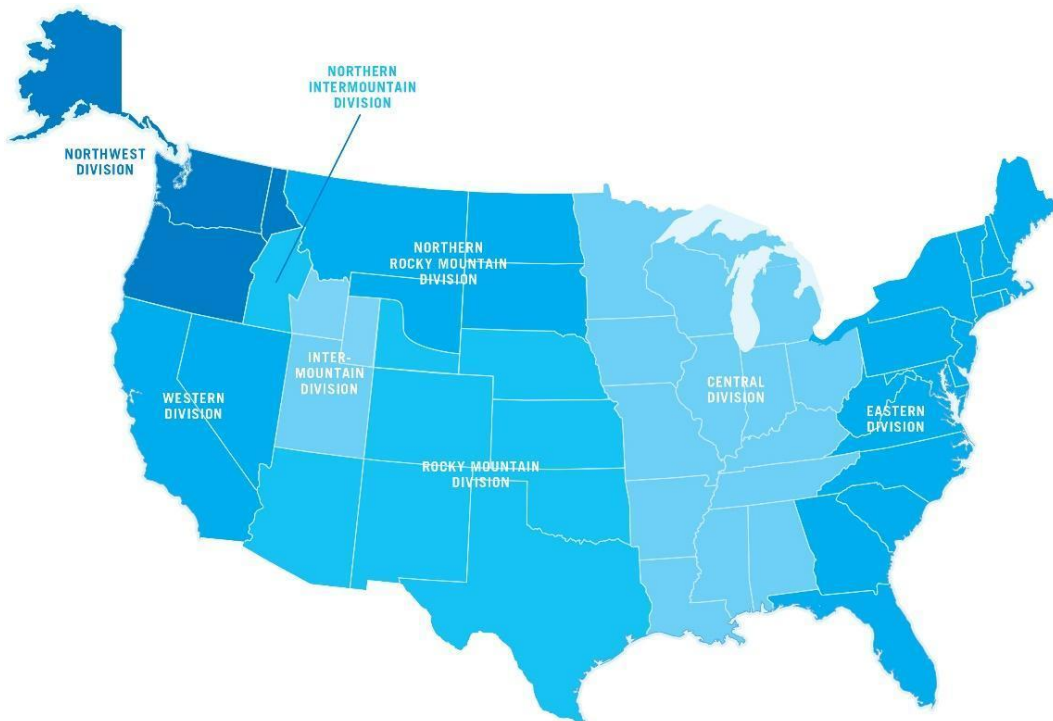 NORTHERN
INTERMOUNTAIN
DIVISION
NORTHWEST
DIVISION
NORTHERN
ROCKY MOUNTAIN
DIVISION
INTER-
MOUNTAIN
DIVISION
WESTERN
DIVISION
CENTRAL
DIVISION
EASTERN
DIVISION
ROCKY MOUNTAIN
DIVISION